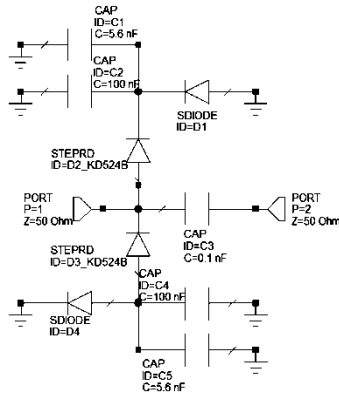 CAP
ID=C1
C=5.6 nF
CAP
ID=C2
C=100 nF
SDIODE
ID=D1
STEPRD
ID=D2_KD524B
PORT
P=1
Z=50 Ohm
PORT
P=2
Z=50 Ohm
CAP
ID=C3
C=0.1 nF
STEPRD
ID=D3_KD524B
CAP
ID=C4
C=100 nF
SDIODE
ID=D4
CAP
ID=C5
C=5.6 nF